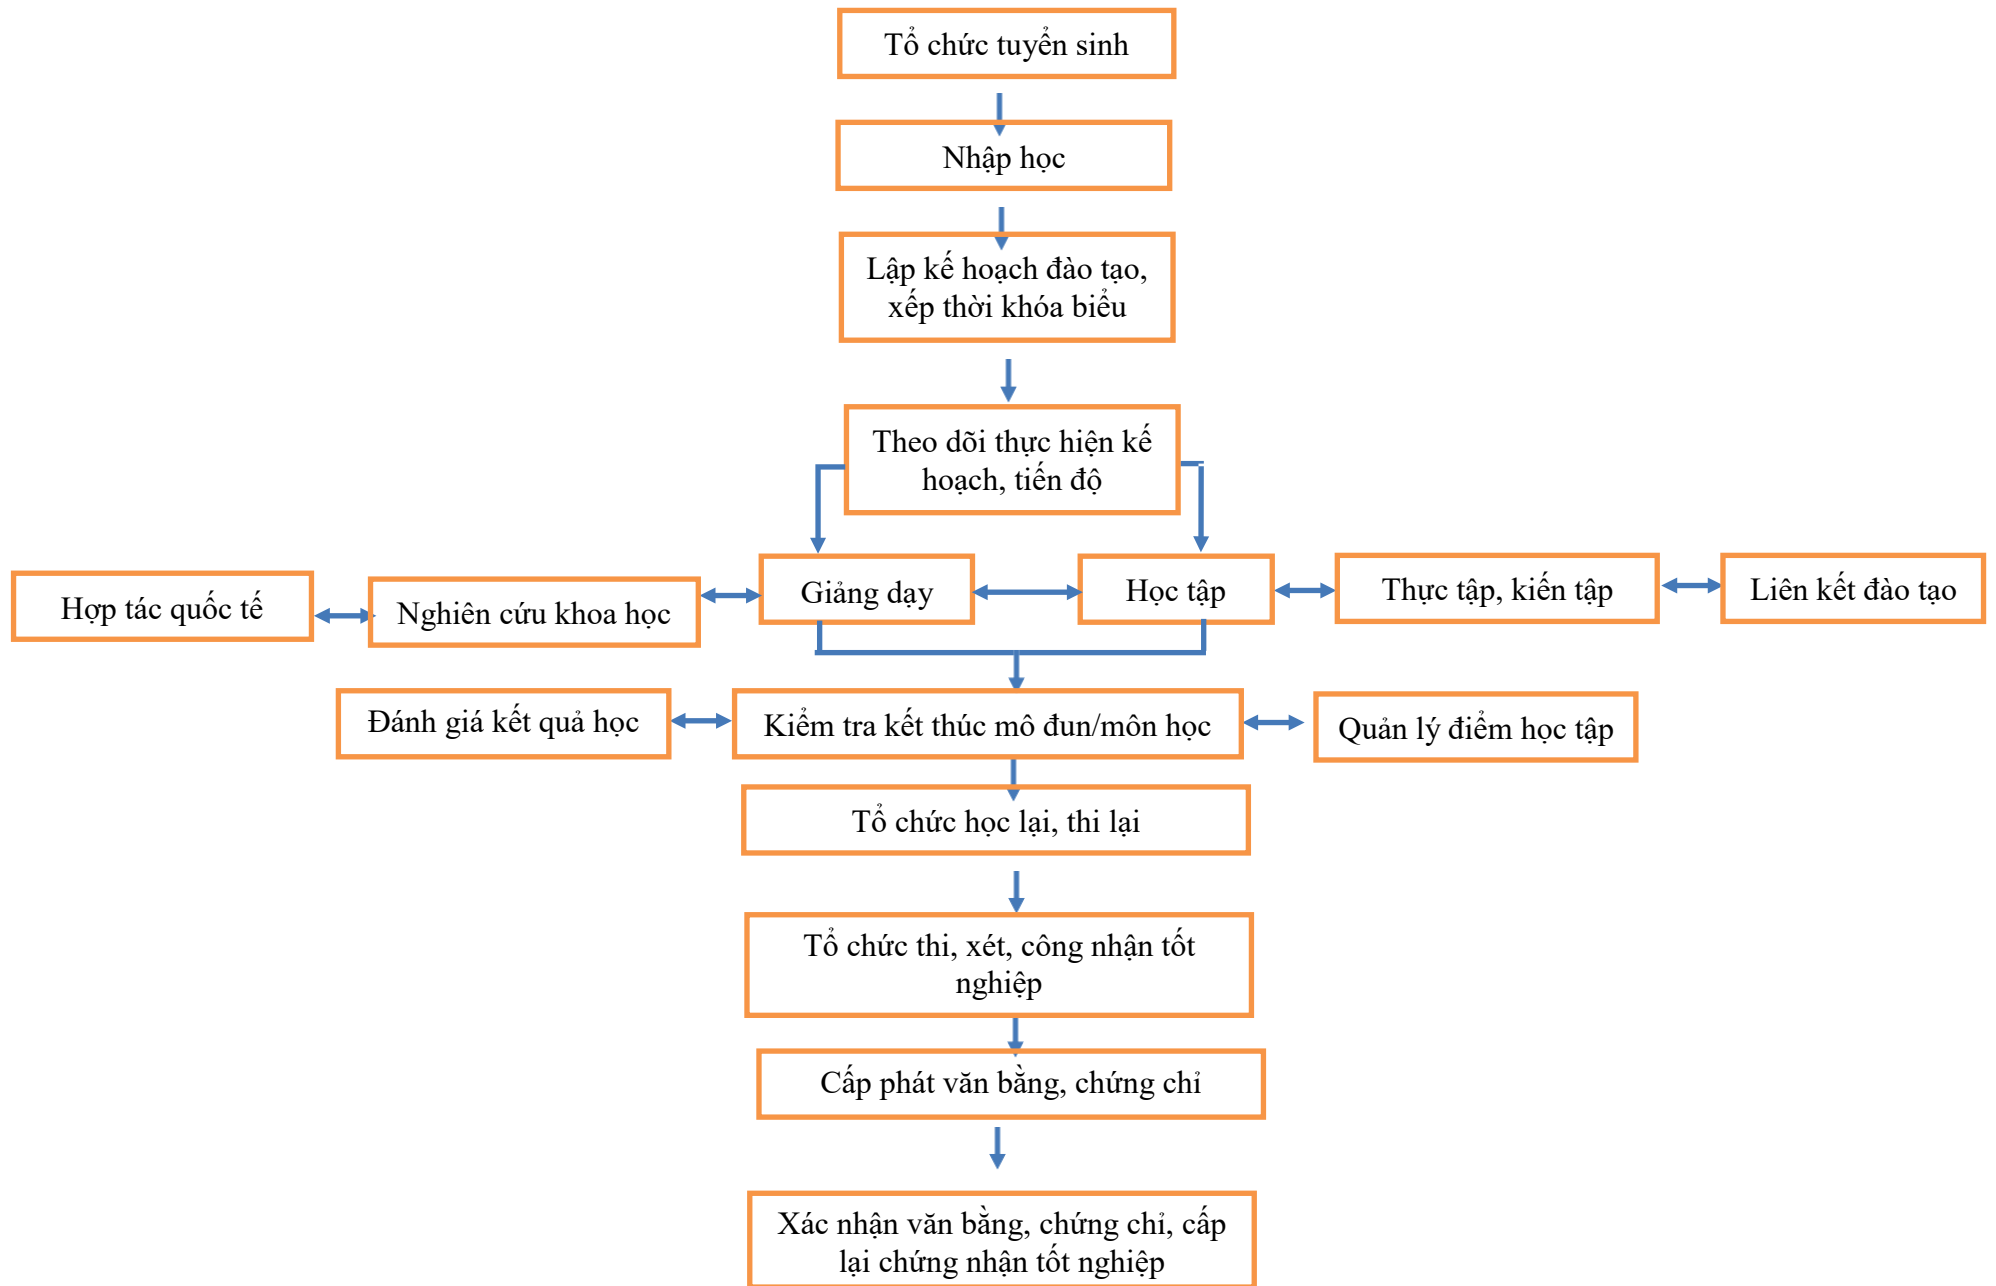 Tổ chức tuyển sinh
Nhập học
Lập kế hoạch đào tạo,
xếp thời khóa biểu
Theo dõi thực hiện kế
hoạch, tiến độ
Hợp tác quốc tế
Nghiên cứu khoa học
Giảng dạy
Học tập
Thực tập, kiến tập
Liên kết đào tạo
Đánh giá kết quả học
Kiểm tra kết thúc mô đun/môn học
Quản lý điểm học tập
Tổ chức học lại, thi lại
Tổ chức thi, xét, công nhận tốt
nghiệp
Cấp phát văn bằng, chứng chỉ
Xác nhận văn bằng, chứng chỉ, cấp
lại chứng nhận tốt nghiệp